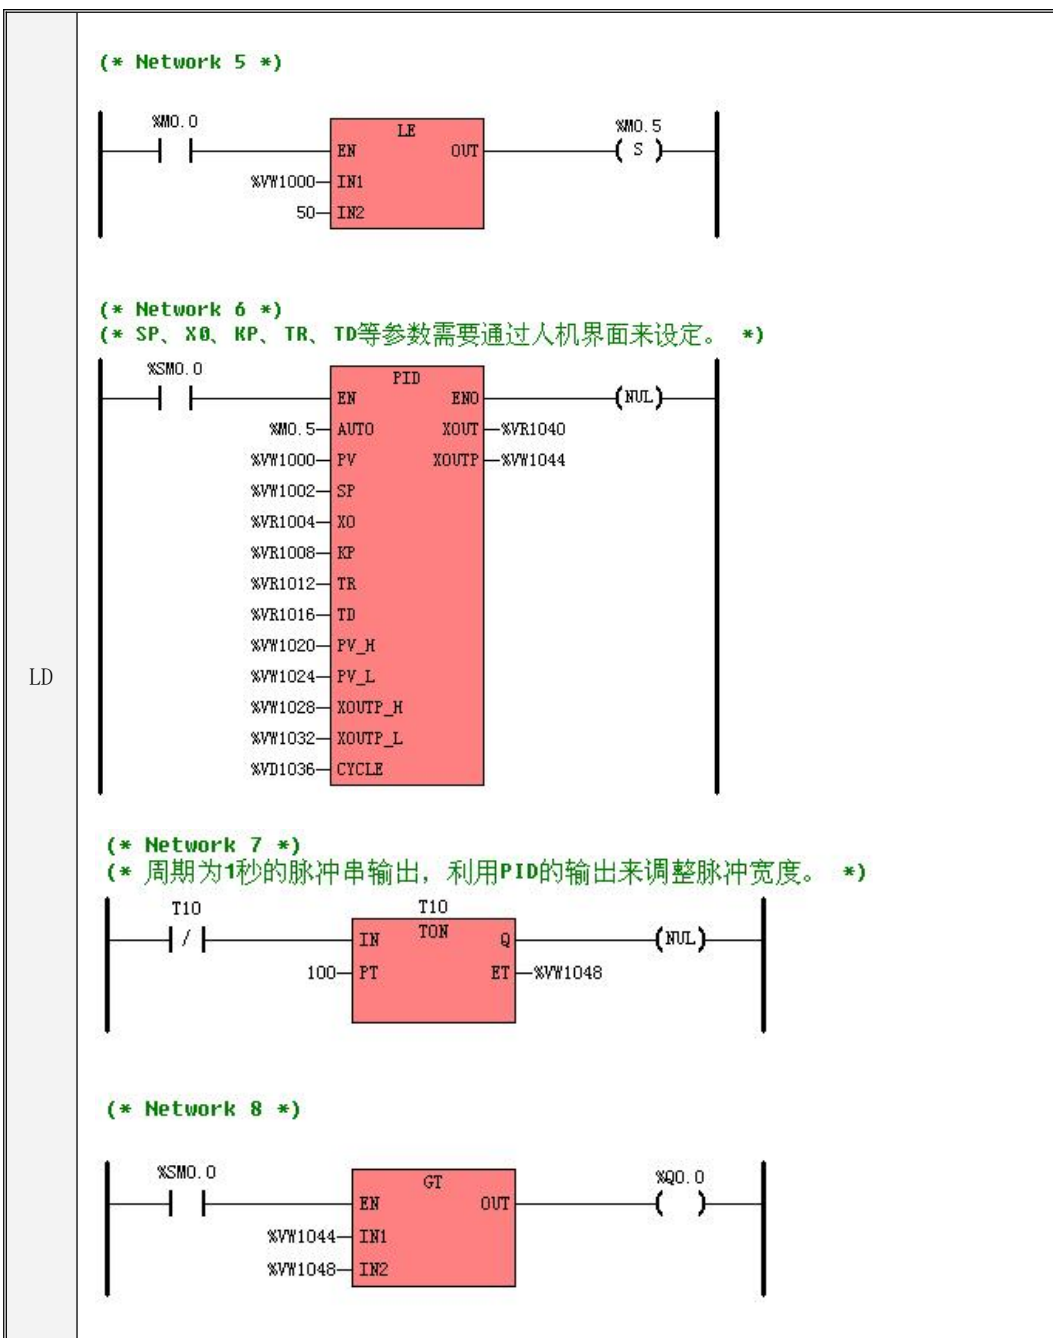 (* Network 5 *)
%M0.0
LE
%M0.5
EN OUT ( S )
%VW1000 IN1
50 IN2
(* Network 6 *)
(* SP、X0、KP、TR、TD等参数需要通过人机界面来设定。 *)
%SM0.0
PID
EN ENO (NUL)
%M0.5 AUTO XOUT %VR1040
%VW1000 PV XOUTP %VW1044
%VW1002 SP
%VR1004 XO
%VR1008 KP
%VR1012 TR
%VR1016 TD
%VW1020 PV_H
%VW1024 PV_L
%VW1028 XOUTP_H
%VW1032 XOUTP_L
%VD1036 CYCLE
LD
(* Network 7 *)
(* 周期为1秒的脉冲串输出，利用PID的输出来调整脉冲宽度。 *)
T10 T10
/ IN TON Q (NUL)
100 PT ET %VW1048
(* Network 8 *)
%SM0.0 GT %Q0.0
EN OUT ( )
%VW1044 IN1
%VW1048 IN2